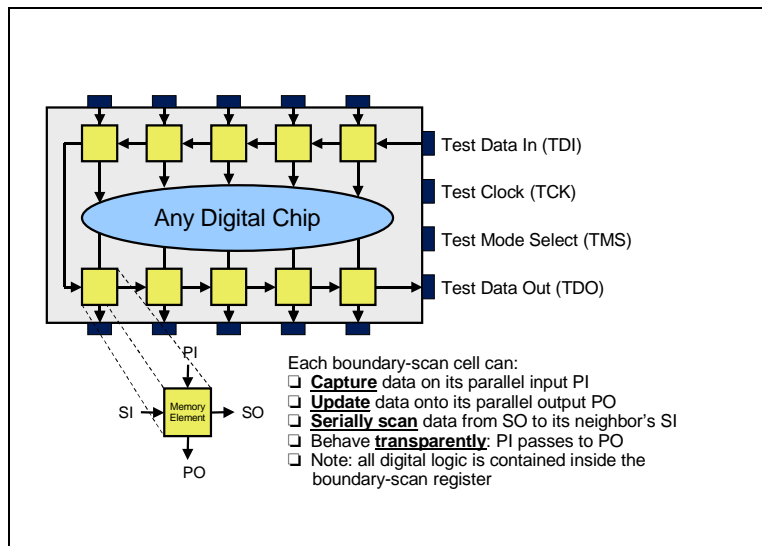 Test Data In (TDI)
Test Clock (TCK)
Any Digital Chip
Test Mode Select (TMS)
Test Data Out (TDO)
PI
SI
Memory
Element
SO
PO
Each boundary-scan cell can:
❑ Capture data on its parallel input PI
❑ Update data onto its parallel output PO
❑ Serially scan data from SO to its neighbor's SI
❑ Behave transparently: PI passes to PO
❑ Note: all digital logic is contained inside the
boundary-scan register